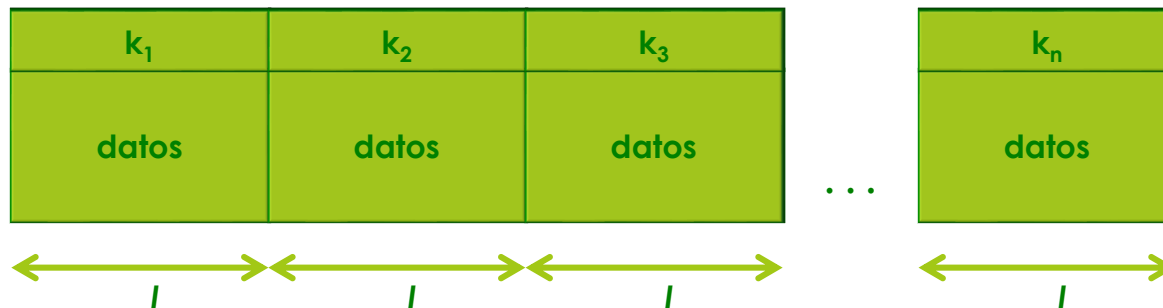 k₁ k₂ k₃ kₙ
datos datos datos datos
. . .
l l l l